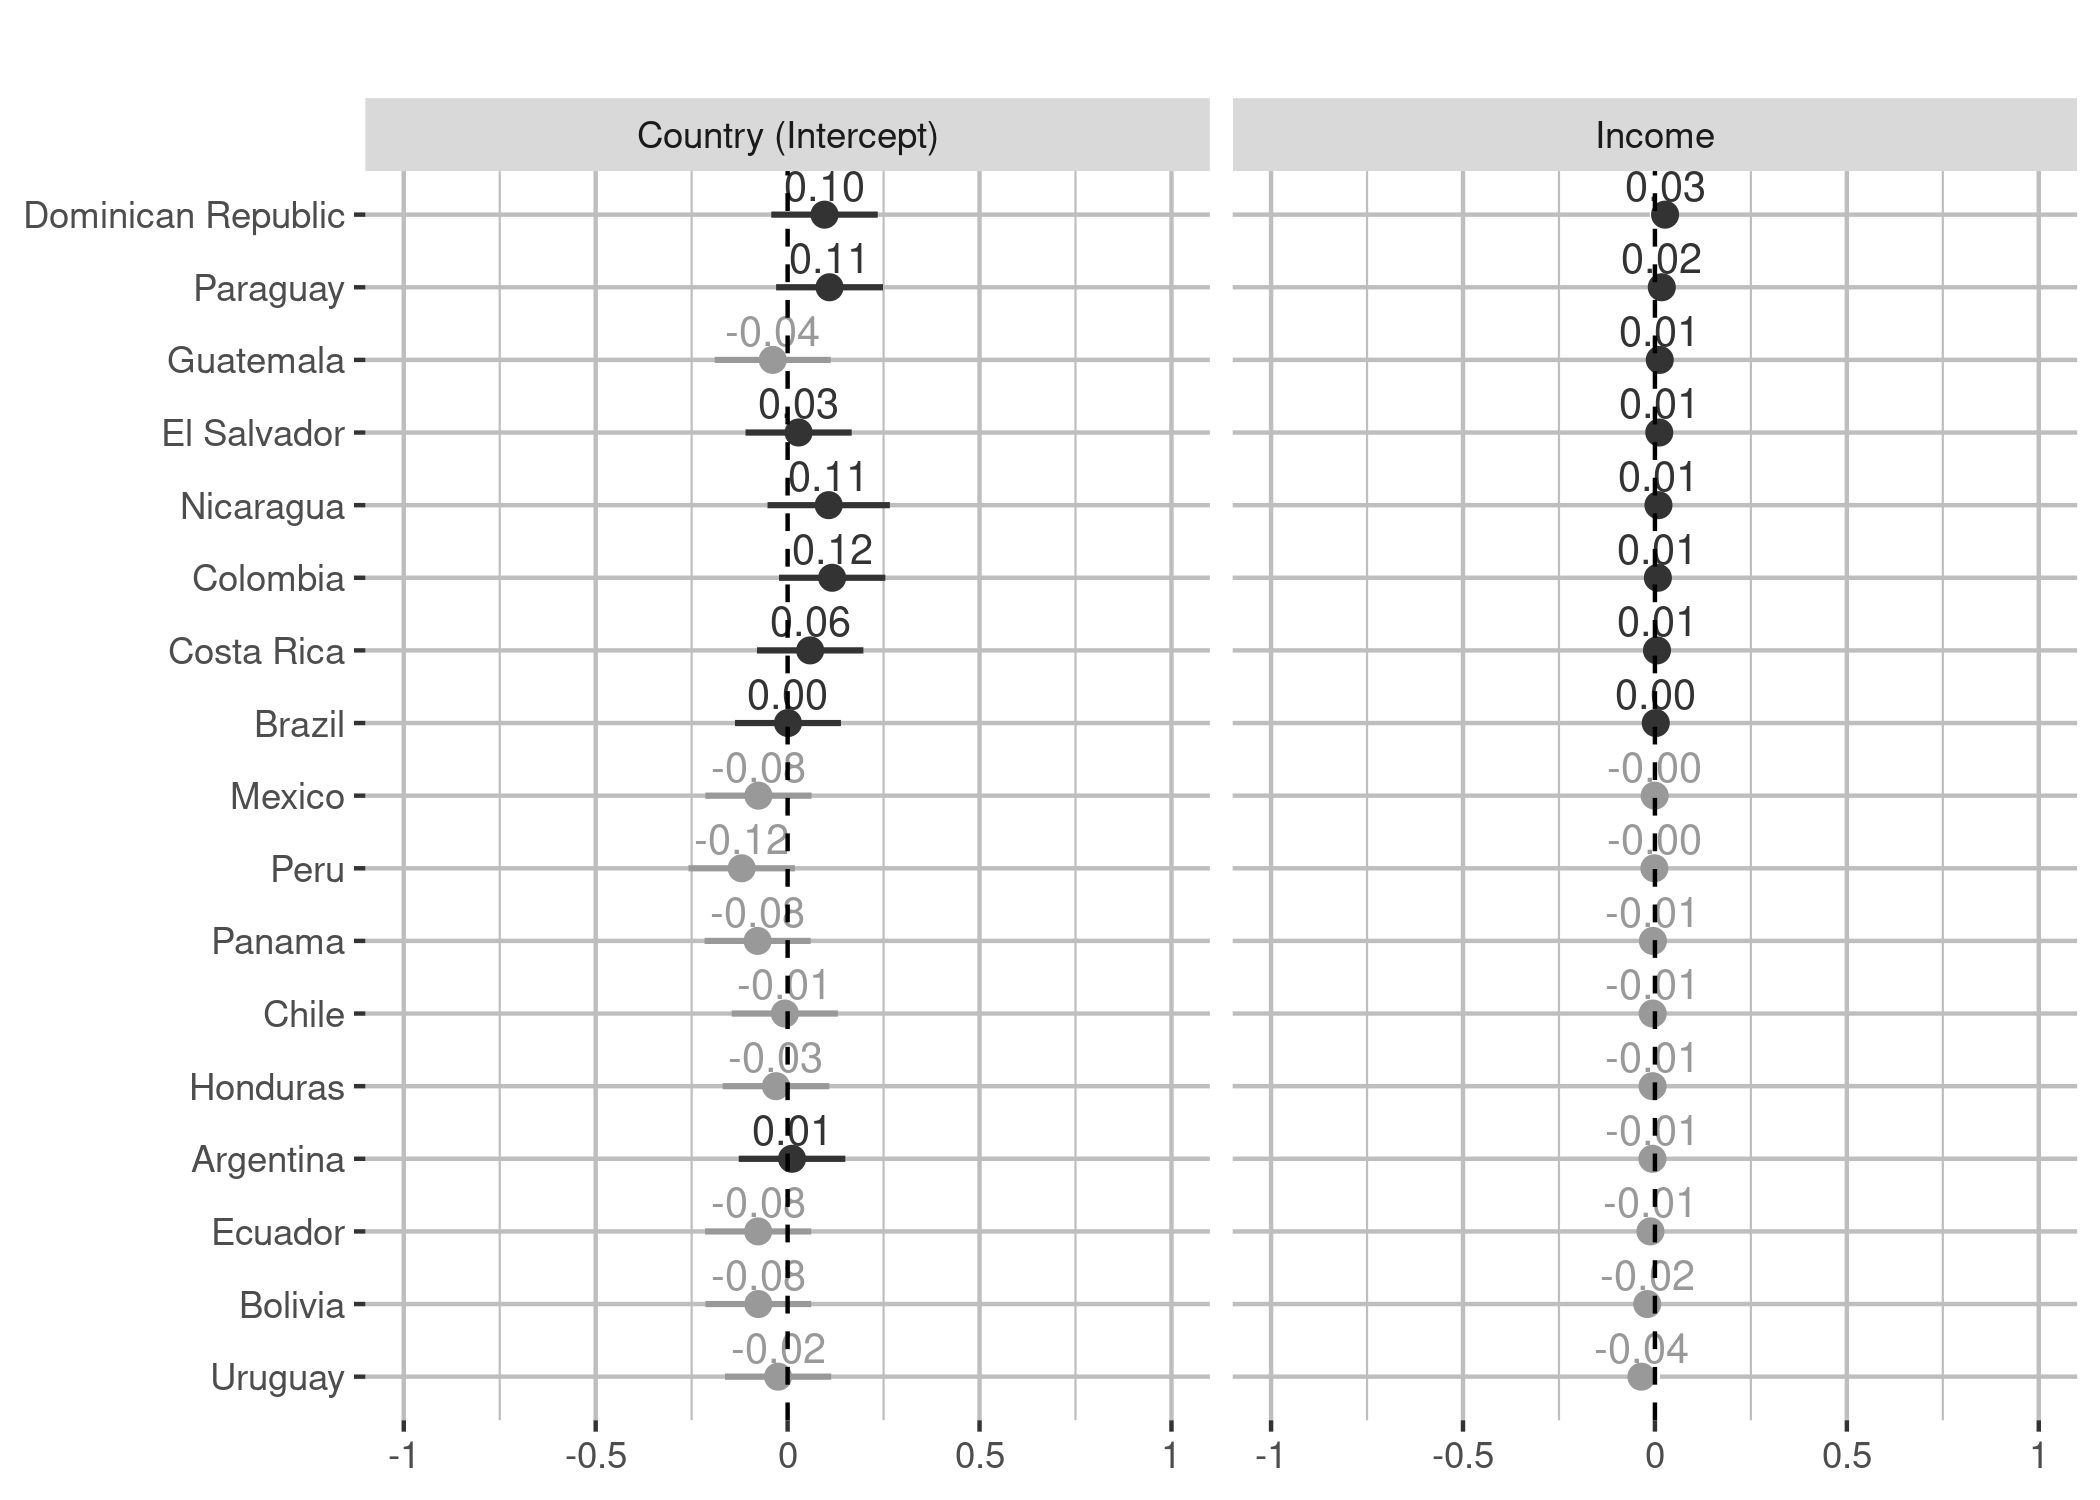 Country (Intercept) Income
Dominican Republic 0.10 0.03
Paraguay 0.11 0.02
Guatemala -0.04 0.01
El Salvador 0.03 0.01
Nicaragua 0.11 0.01
Colombia 0.12 0.01
Costa Rica 0.06 0.01
Brazil 0.00 0.00
Mexico -0.08 -0.00
Peru -0.12 -0.00
Panama -0.08 -0.01
Chile -0.01 -0.01
Honduras -0.03 -0.01
Argentina 0.01 -0.01
Ecuador -0.08 -0.01
Bolivia -0.08 -0.02
Uruguay -0.02 -0.04
-1 -0.5 0 0.5 1 -1 -0.5 0 0.5 1